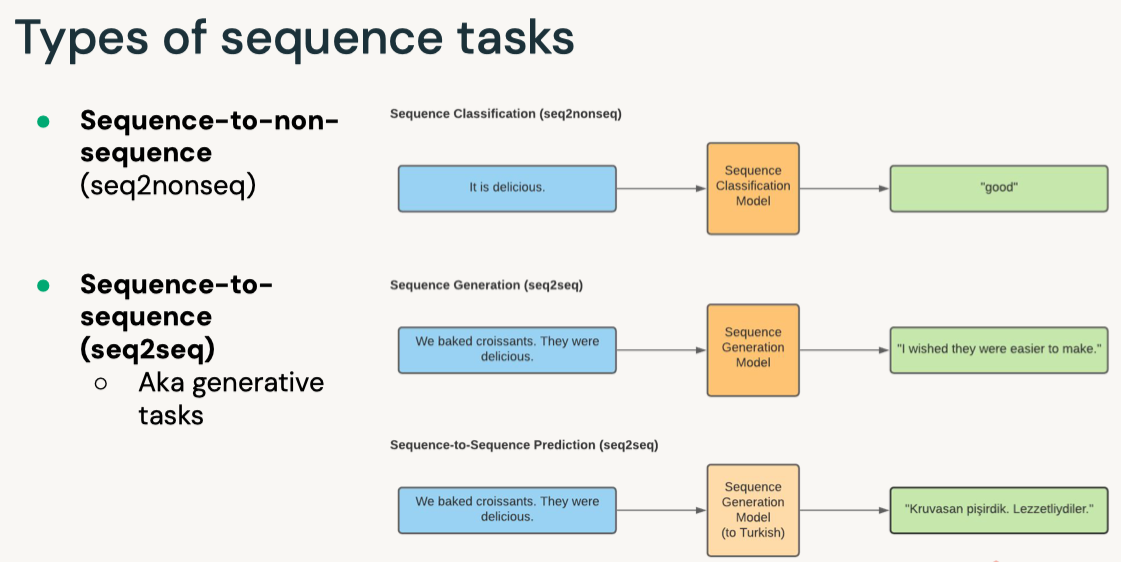 Types of sequence tasks
● Sequence-to-non-
sequence
(seq2nonseq)
● Sequence-to-
sequence
(seq2seq)
○ Aka generative
tasks
Sequence Classification (seq2nonseq)
It is delicious.
Sequence
Classification
Model
"good"
Sequence Generation (seq2seq)
We baked croissants. They were
delicious.
Sequence
Generation
Model
"I wished they were easier to make."
Sequence-to-Sequence Prediction (seq2seq)
We baked croissants. They were
delicious.
Sequence
Generation
Model
(to Turkish)
"Kruvasan pişirdik. Lezzetliydiler."